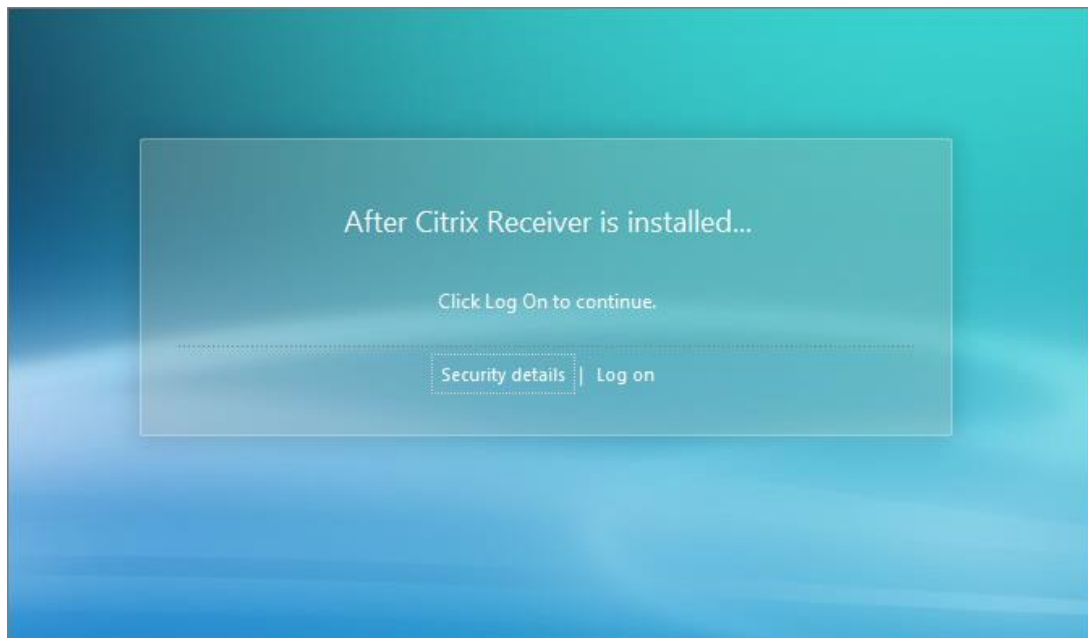 After Citrix Receiver is installed...
Click Log On to continue.
Security details | Log on